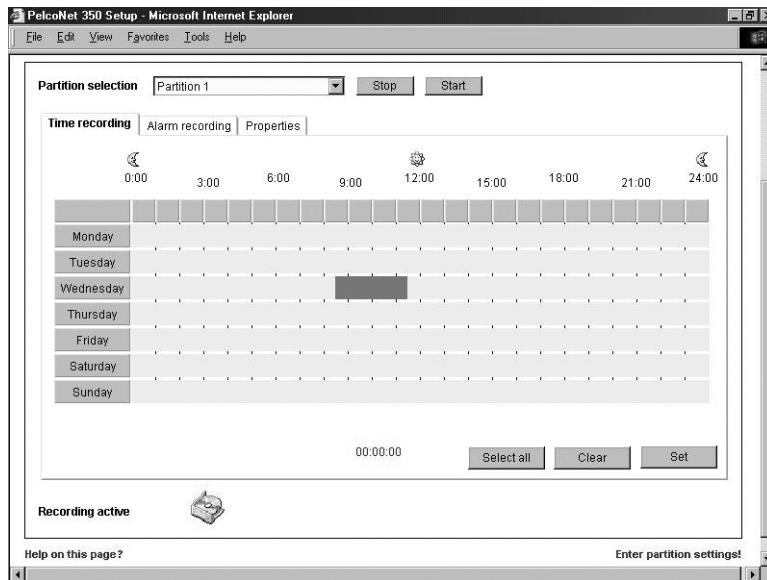 PelcoNet 350 Setup - Microsoft Internet Explorer
File Edit View Favorites Tools Help
Partition selection Partition 1 Stop Start
Time recording Alarm recording Properties
0:00 3:00 6:00 9:00 12:00 15:00 18:00 21:00 24:00
Monday
Tuesday
Wednesday
Thursday
Friday
Saturday
Sunday
00:00:00 Select all Clear Set
Recording active
Help on this page? Enter partition settings!